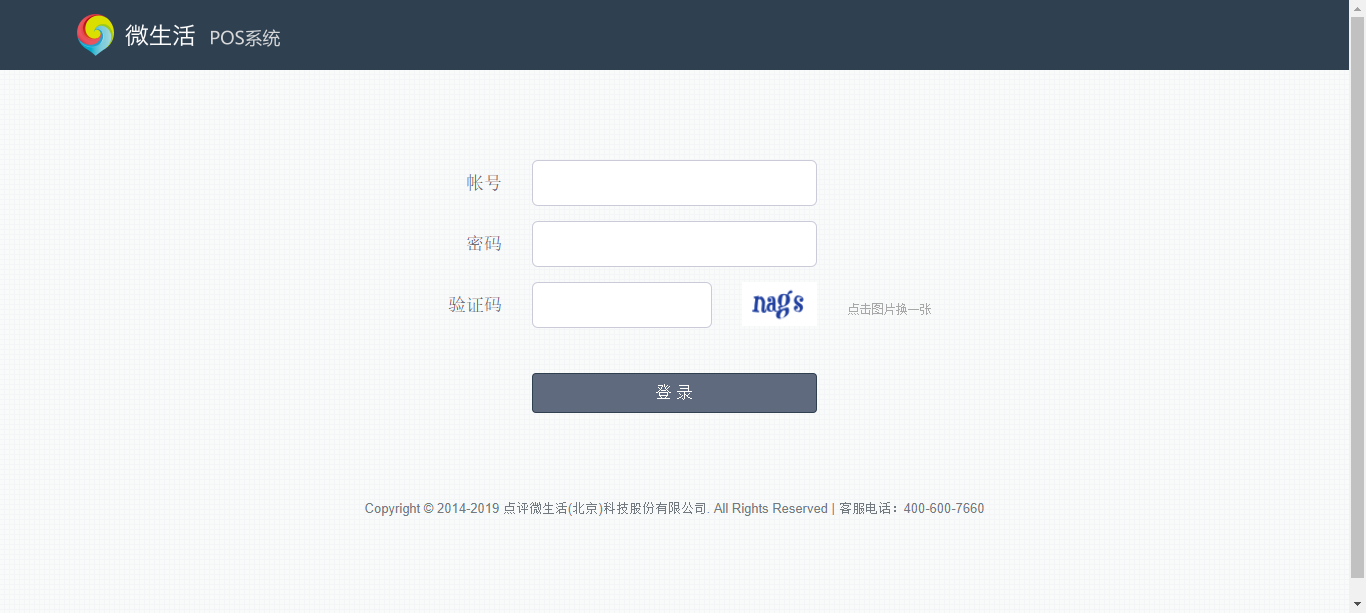 微生活 POS系统
帐号
密码
验证码 nags 点击图片换一张
登 录
Copyright © 2014-2019 点评微生活(北京)科技股份有限公司. All Rights Reserved | 客服电话：400-600-7660